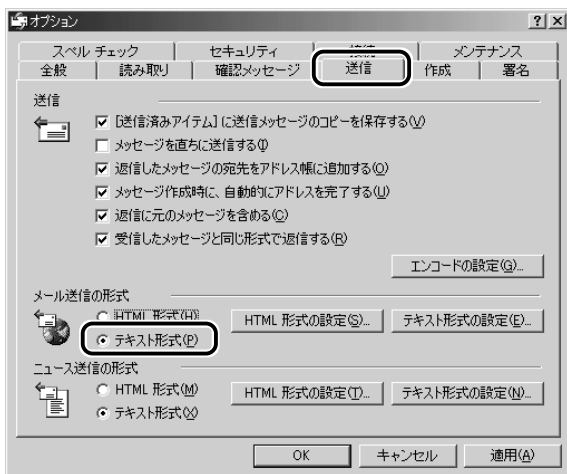 オプション
スペル チェック セキュリティ 接続 メンテナンス
全般 読み取り 確認メッセージ 送信 作成 署名
送信
[送信済みアイテム] に送信メッセージのコピーを保存する(V)
メッセージを直ちに送信する(I)
返信したメッセージの宛先をアドレス帳に追加する(O)
メッセージ作成時に、自動的にアドレスを完了する(U)
返信に元のメッセージを含める(C)
受信したメッセージと同じ形式で返信する(R)
エンコードの設定(G)...
メール送信の形式
HTML 形式(H) HTML 形式の設定(S)... テキスト形式の設定(E)...
テキスト形式(P)
ニュース送信の形式
HTML 形式(M) HTML 形式の設定(T)... テキスト形式の設定(N)...
テキスト形式(X)
OK キャンセル 適用(A)